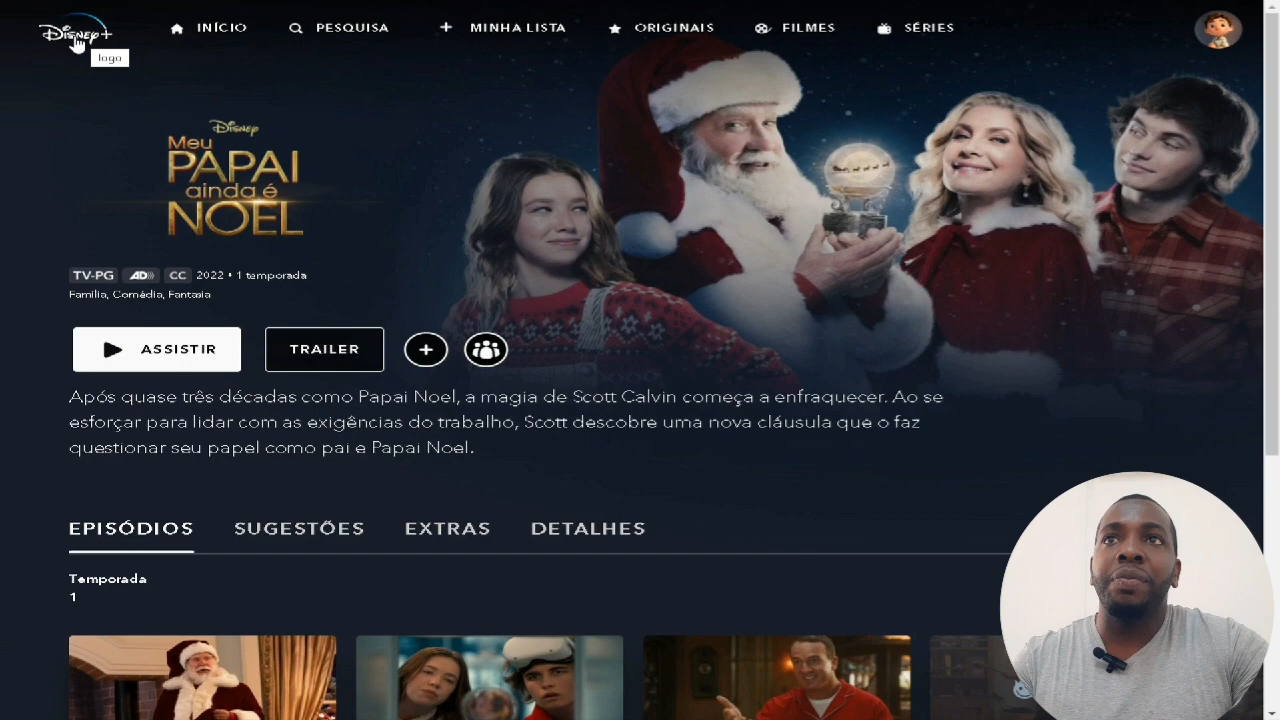 Disney+
INÍCIO
PESQUISA
MINHA LISTA
ORIGINAIS
FILMES
SÉRIES
logo
Disney
Meu
PAPAI
ainda é
NOEL
TV-PG AD CC 2022 • 1 temporada
Família, Comédia, Fantasia
ASSISTIR
TRAILER
Após quase três décadas como Papai Noel, a magia de Scott Calvin começa a enfraquecer. Ao se
esforçar para lidar com as exigências do trabalho, Scott descobre uma nova cláusula que o faz
questionar seu papel como pai e Papai Noel.
EPISÓDIOS
SUGESTÕES
EXTRAS
DETALHES
Temporada
1